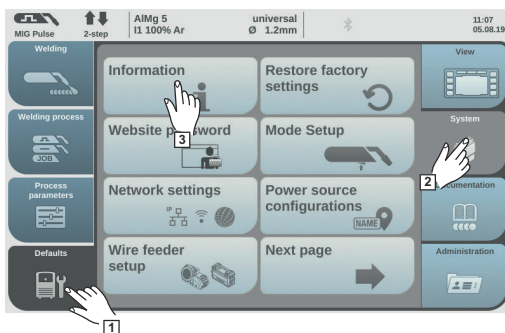 MIG Pulse
2-step
AlMg 5
I1 100% Ar
universal
Ø 1.2mm
11:07
05.08.19
Welding
Welding process
JOB
Process
parameters
Defaults
1
Information
3
Restore factory
settings
Website password
Mode Setup
Network settings
IP
Power source
configurations
NAME
Wire feeder
setup
Next page
View
System
2
Documentation
Administration